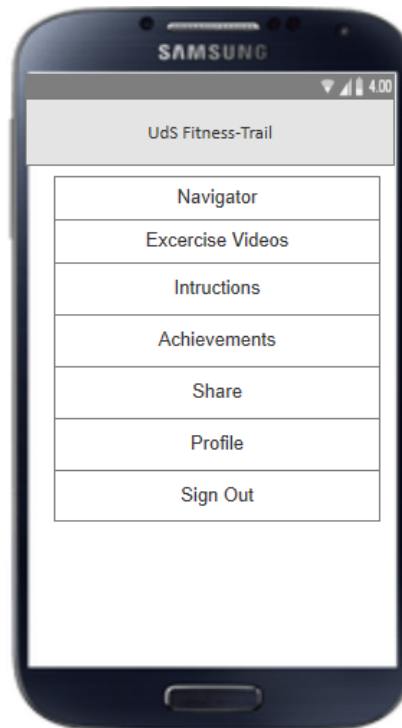 SAMSUNG
4.00
UdS Fitness-Trail
Navigator
Excercise Videos
Intructions
Achievements
Share
Profile
Sign Out